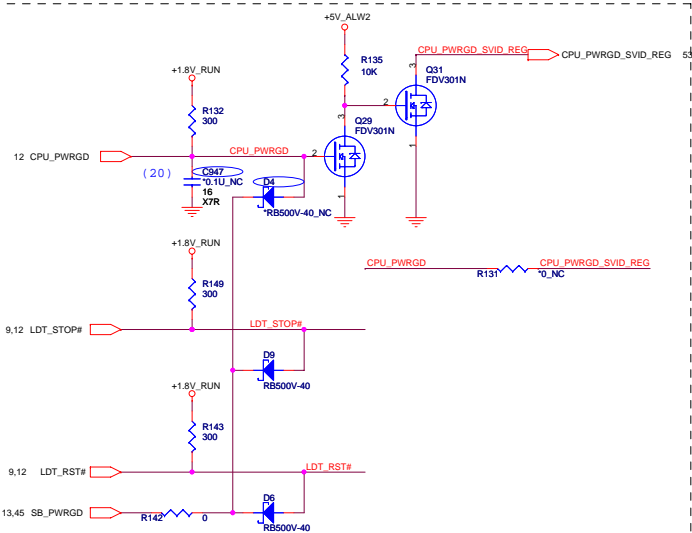 +5V_ALW2
CPU_PWRGD_SVID_REG
CPU_PWRGD_SVID_REG 53
R135
10K
Q31
FDV301N
3
2
1
+1.8V_RUN
R132
300
Q29
FDV301N
3
12 CPU_PWRGD
CPU_PWRGD
2
1
(20)
C947
*0.1U_NC
16
X7R
D4
*RB500V-40_NC
+1.8V_RUN
CPU_PWRGD
R131
*0_NC
CPU_PWRGD_SVID_REG
R149
300
9,12 LDT_STOP#
LDT_STOP#
D9
RB500V-40
+1.8V_RUN
R143
300
9,12 LDT_RST#
LDT_RST#
13,45 SB_PWRGD
R142
0
D6
RB500V-40